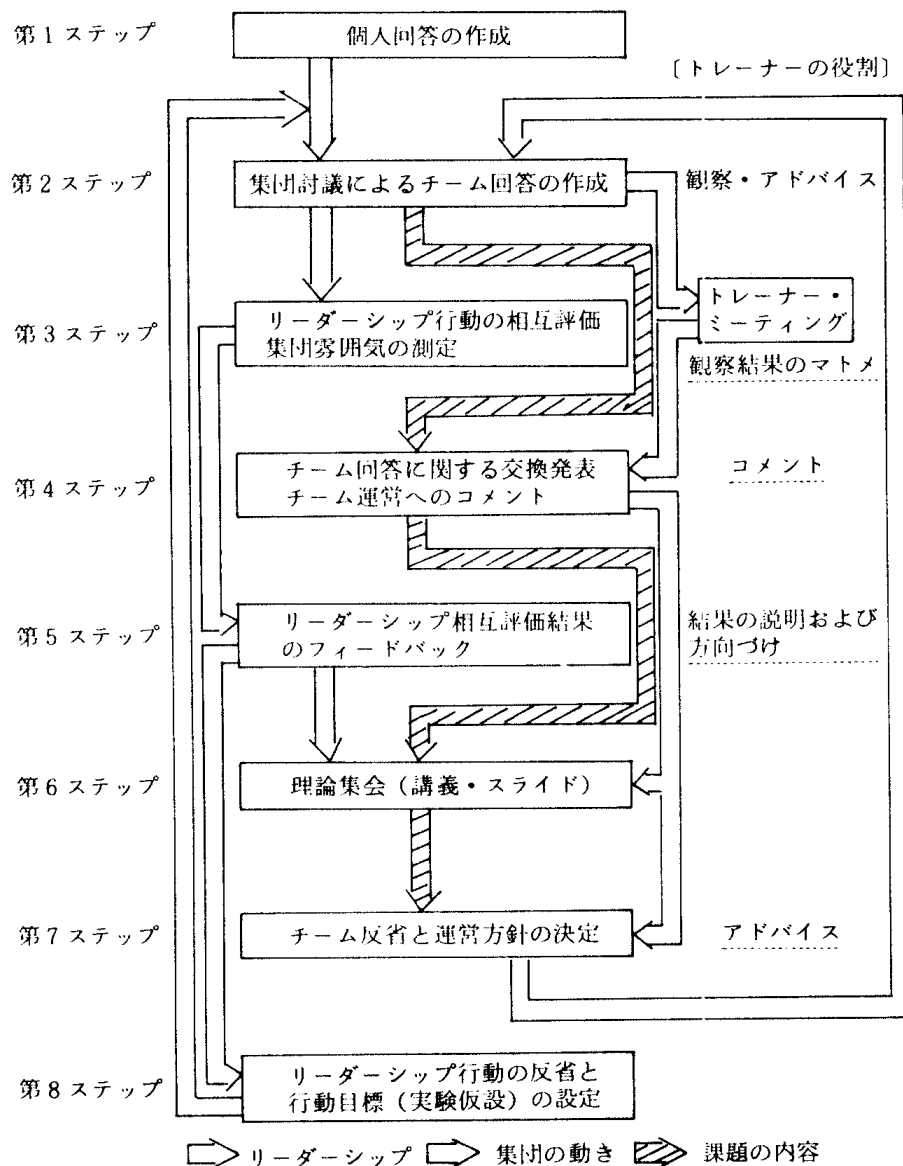 第1ステップ
個人回答の作成
〔トレーナーの役割〕
第2ステップ
集団討議によるチーム回答の作成
観察・アドバイス
トレーナー・
ミーティング
第3ステップ
リーダーシップ行動の相互評価
集団雰囲気の測定
観察結果のマトメ
第4ステップ
チーム回答に関する交換発表
チーム運営へのコメント
コメント
第5ステップ
リーダーシップ相互評価結果
のフィードバック
結果の説明および
方向づけ
第6ステップ
理論集会（講義・スライド）
第7ステップ
チーム反省と運営方針の決定
アドバイス
第8ステップ
リーダーシップ行動の反省と
行動目標（実験仮設）の設定
リーダーシップ 集団の動き 課題の内容